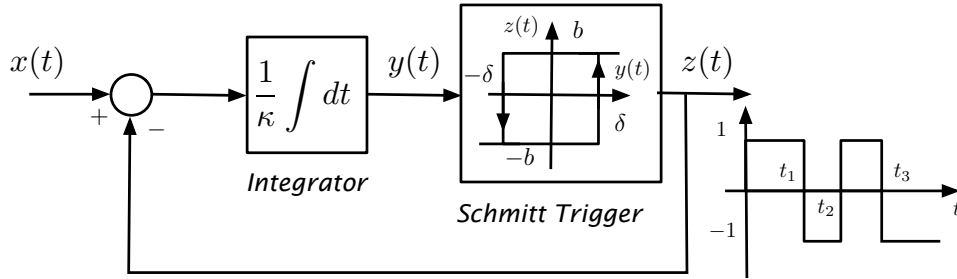 x(t)
+
−
1/κ ∫ dt
Integrator
y(t)
z(t)
b
−δ
y(t)
δ
−b
Schmitt Trigger
z(t)
1
t₁
t₂
t₃
t
−1